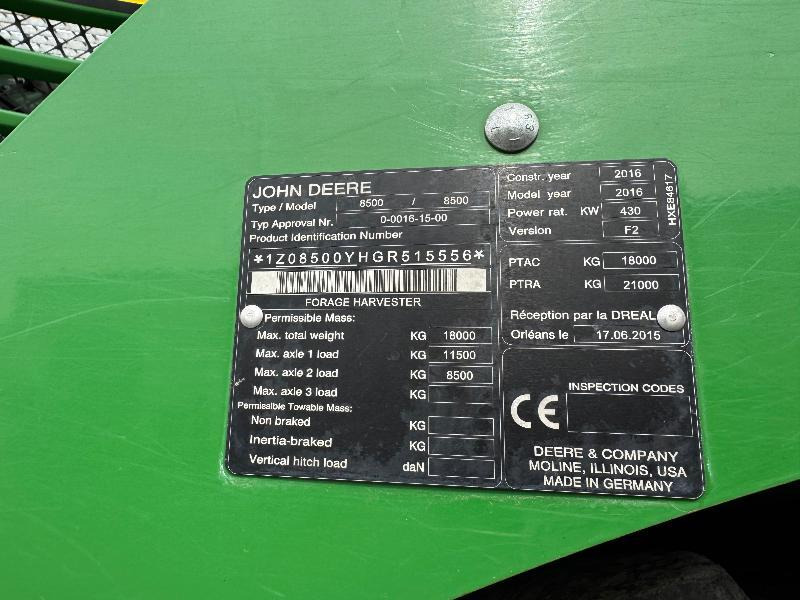 JOHN DEERE
Type / Model 8500 / 8500
Typ Approval Nr. 0-0016-15-00
Product Identification Number
*1Z08500YHGR515556*
FORAGE HARVESTER
Permissible Mass:
Max. total weight KG 18000
Max. axle 1 load KG 11500
Max. axle 2 load KG 8500
Max. axle 3 load KG
Permissible Towable Mass:
Non braked KG
Inertia-braked KG
Vertical hitch load daN
Constr. year 2016
Model year 2016
Power rat. KW 430
Version F2
HXE84617
PTAC KG 18000
PTRA KG 21000
Réception par la DREAL
Orléans le 17.06.2015
INSPECTION CODES
CE
DEERE & COMPANY
MOLINE, ILLINOIS, USA
MADE IN GERMANY